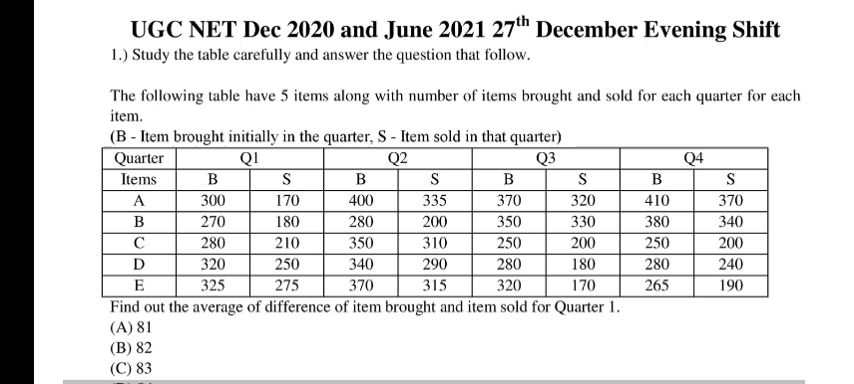 UGC NET Dec 2020 and June 2021 27th December Evening Shift
1.) Study the table carefully and answer the question that follow.
The following table have 5 items along with number of items brought and sold for each quarter for each
item.
(B - Item brought initially in the quarter, S - Item sold in that quarter)
Quarter Q1 Q2 Q3 Q4
Items B S B S B S B S
A 300 170 400 335 370 320 410 370
B 270 180 280 200 350 330 380 340
C 280 210 350 310 250 200 250 200
D 320 250 340 290 280 180 280 240
E 325 275 370 315 320 170 265 190
Find out the average of difference of item brought and item sold for Quarter 1.
(A) 81
(B) 82
(C) 83